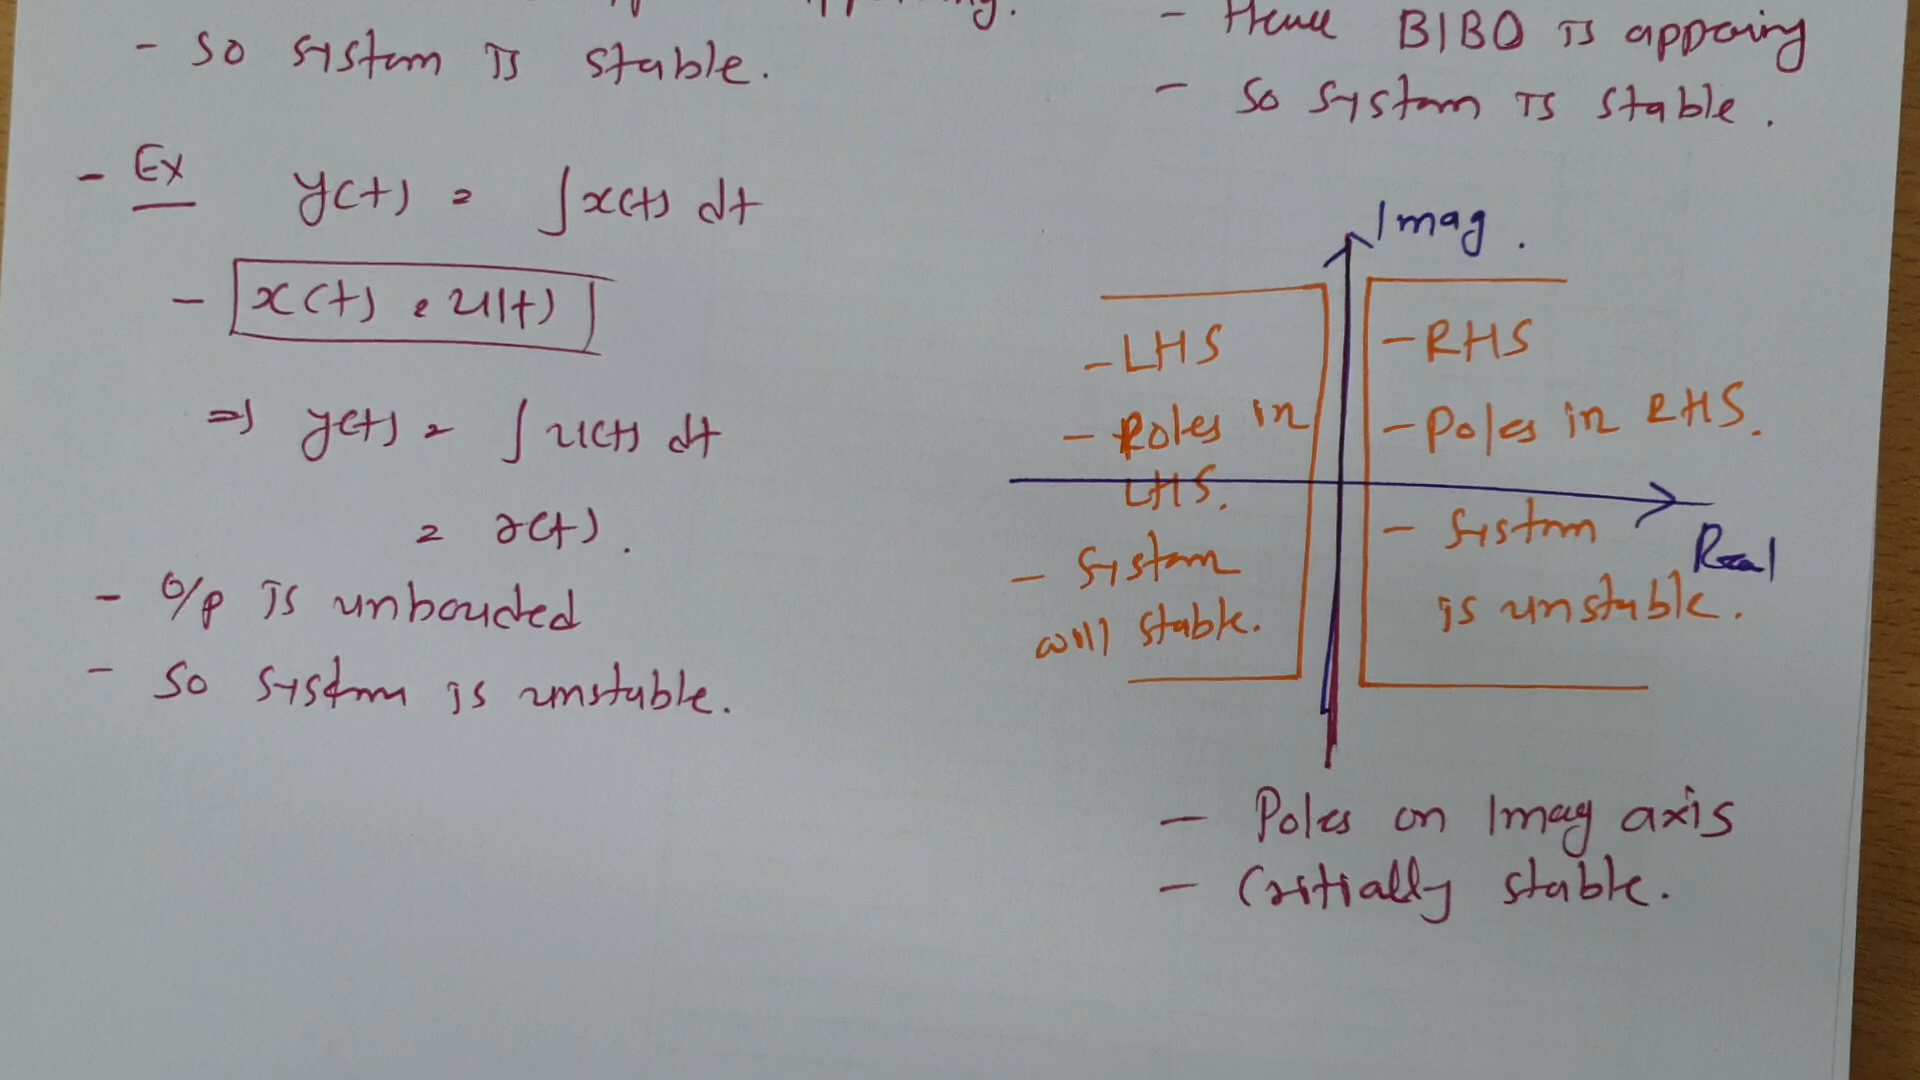 - So system is stable.
- Ex y(t) = ∫x(t) dt
- x(t) = u(t)
⇒ y(t) = ∫u(t) dt
= r(t).
- O/p is unbouded
- So system is unstable.
- Hence BIBO is appearing
- So system is stable.
Imag.
- LHS
- Poles in
LHS.
- System
will stable.
- RHS
- Poles in RHS.
- System
is unstable.
Real
- Poles on Imag axis
- Critially stable.